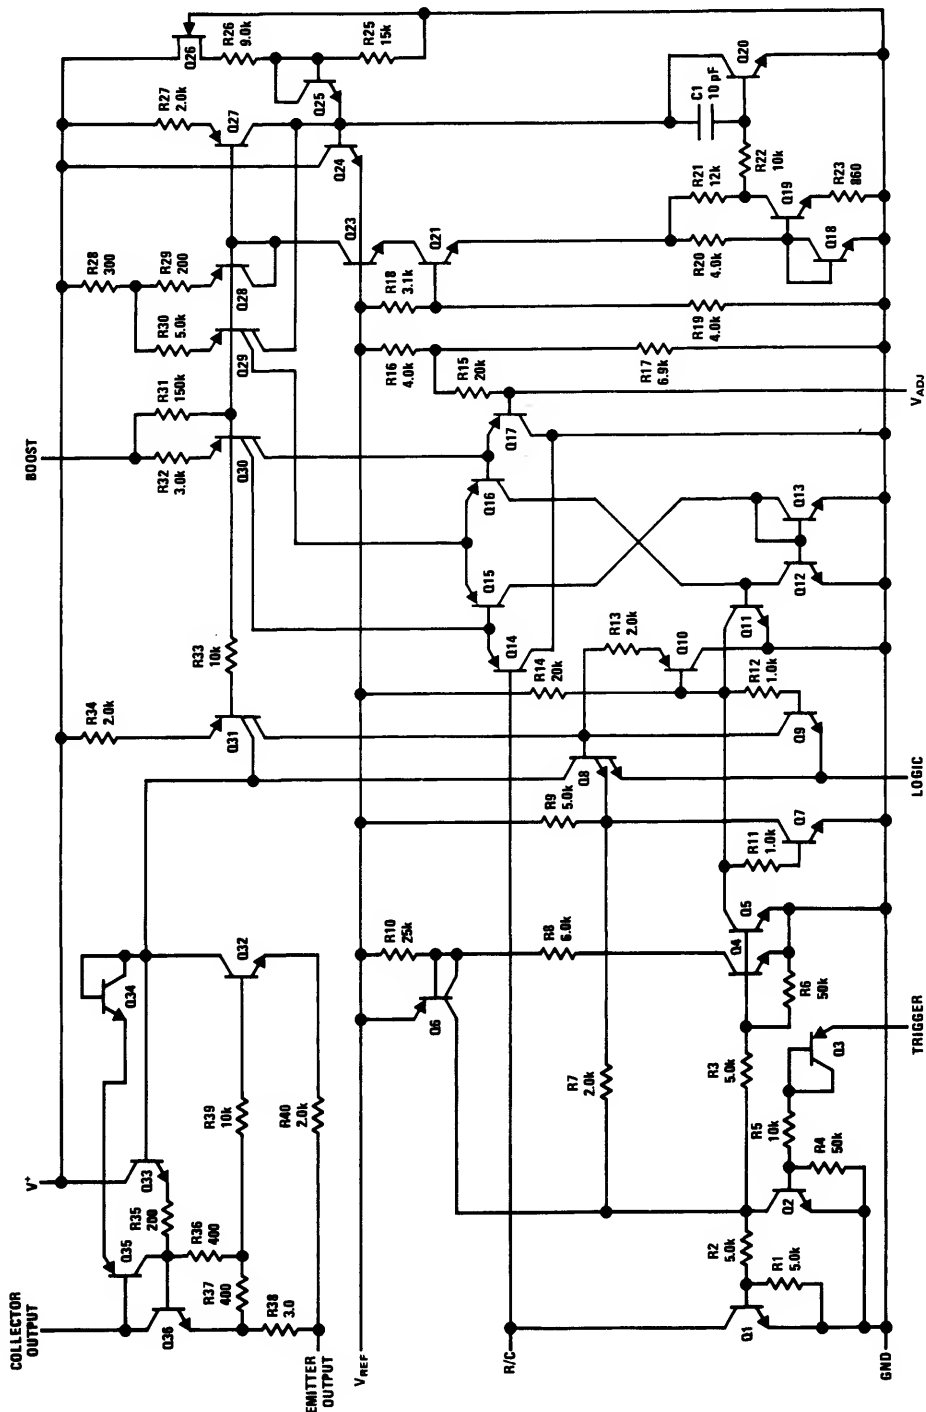 COLLECTOR
OUTPUT
V⁺
BOOST
R34
2.0k
R32
3.0k
R31
150k
R30
5.0k
R28
300
R29
200
R27
2.0k
Q26
R26
9.0k
R25
15k
Q34
Q33
Q35
R35
200
R36
400
R37
400
Q36
R38
3.0
R39
10k
Q32
R40
2.0k
Q31
R33
10k
Q30
Q29
Q28
Q27
Q25
Q24
EMITTER
OUTPUT
VREF
R10
25k
Q6
R9
5.0k
R14
20k
R16
4.0k
R18
3.1k
Q23
Q21
R15
20k
Q14
Q15
Q16
Q17
R/C
R8
6.0k
R7
2.0k
Q8
R13
2.0k
Q10
R17
6.9k
R19
4.0k
R20
4.0k
R21
12k
R22
10k
C1
10 pF
Q20
R2
5.0k
R3
5.0k
Q4
Q5
R11
1.0k
Q7
Q9
R12
1.0k
Q11
Q12
Q13
Q18
Q19
R23
860
Q1
R1
5.0k
Q2
R4
50k
R5
10k
Q3
R6
50k
GND
TRIGGER
LOGIC
VADJ